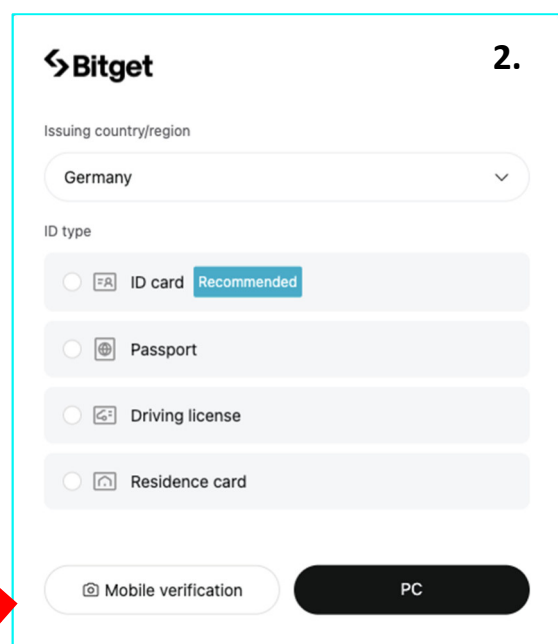 Bitget
2.
Issuing country/region
Germany
ID type
ID card Recommended
Passport
Driving license
Residence card
Mobile verification
PC